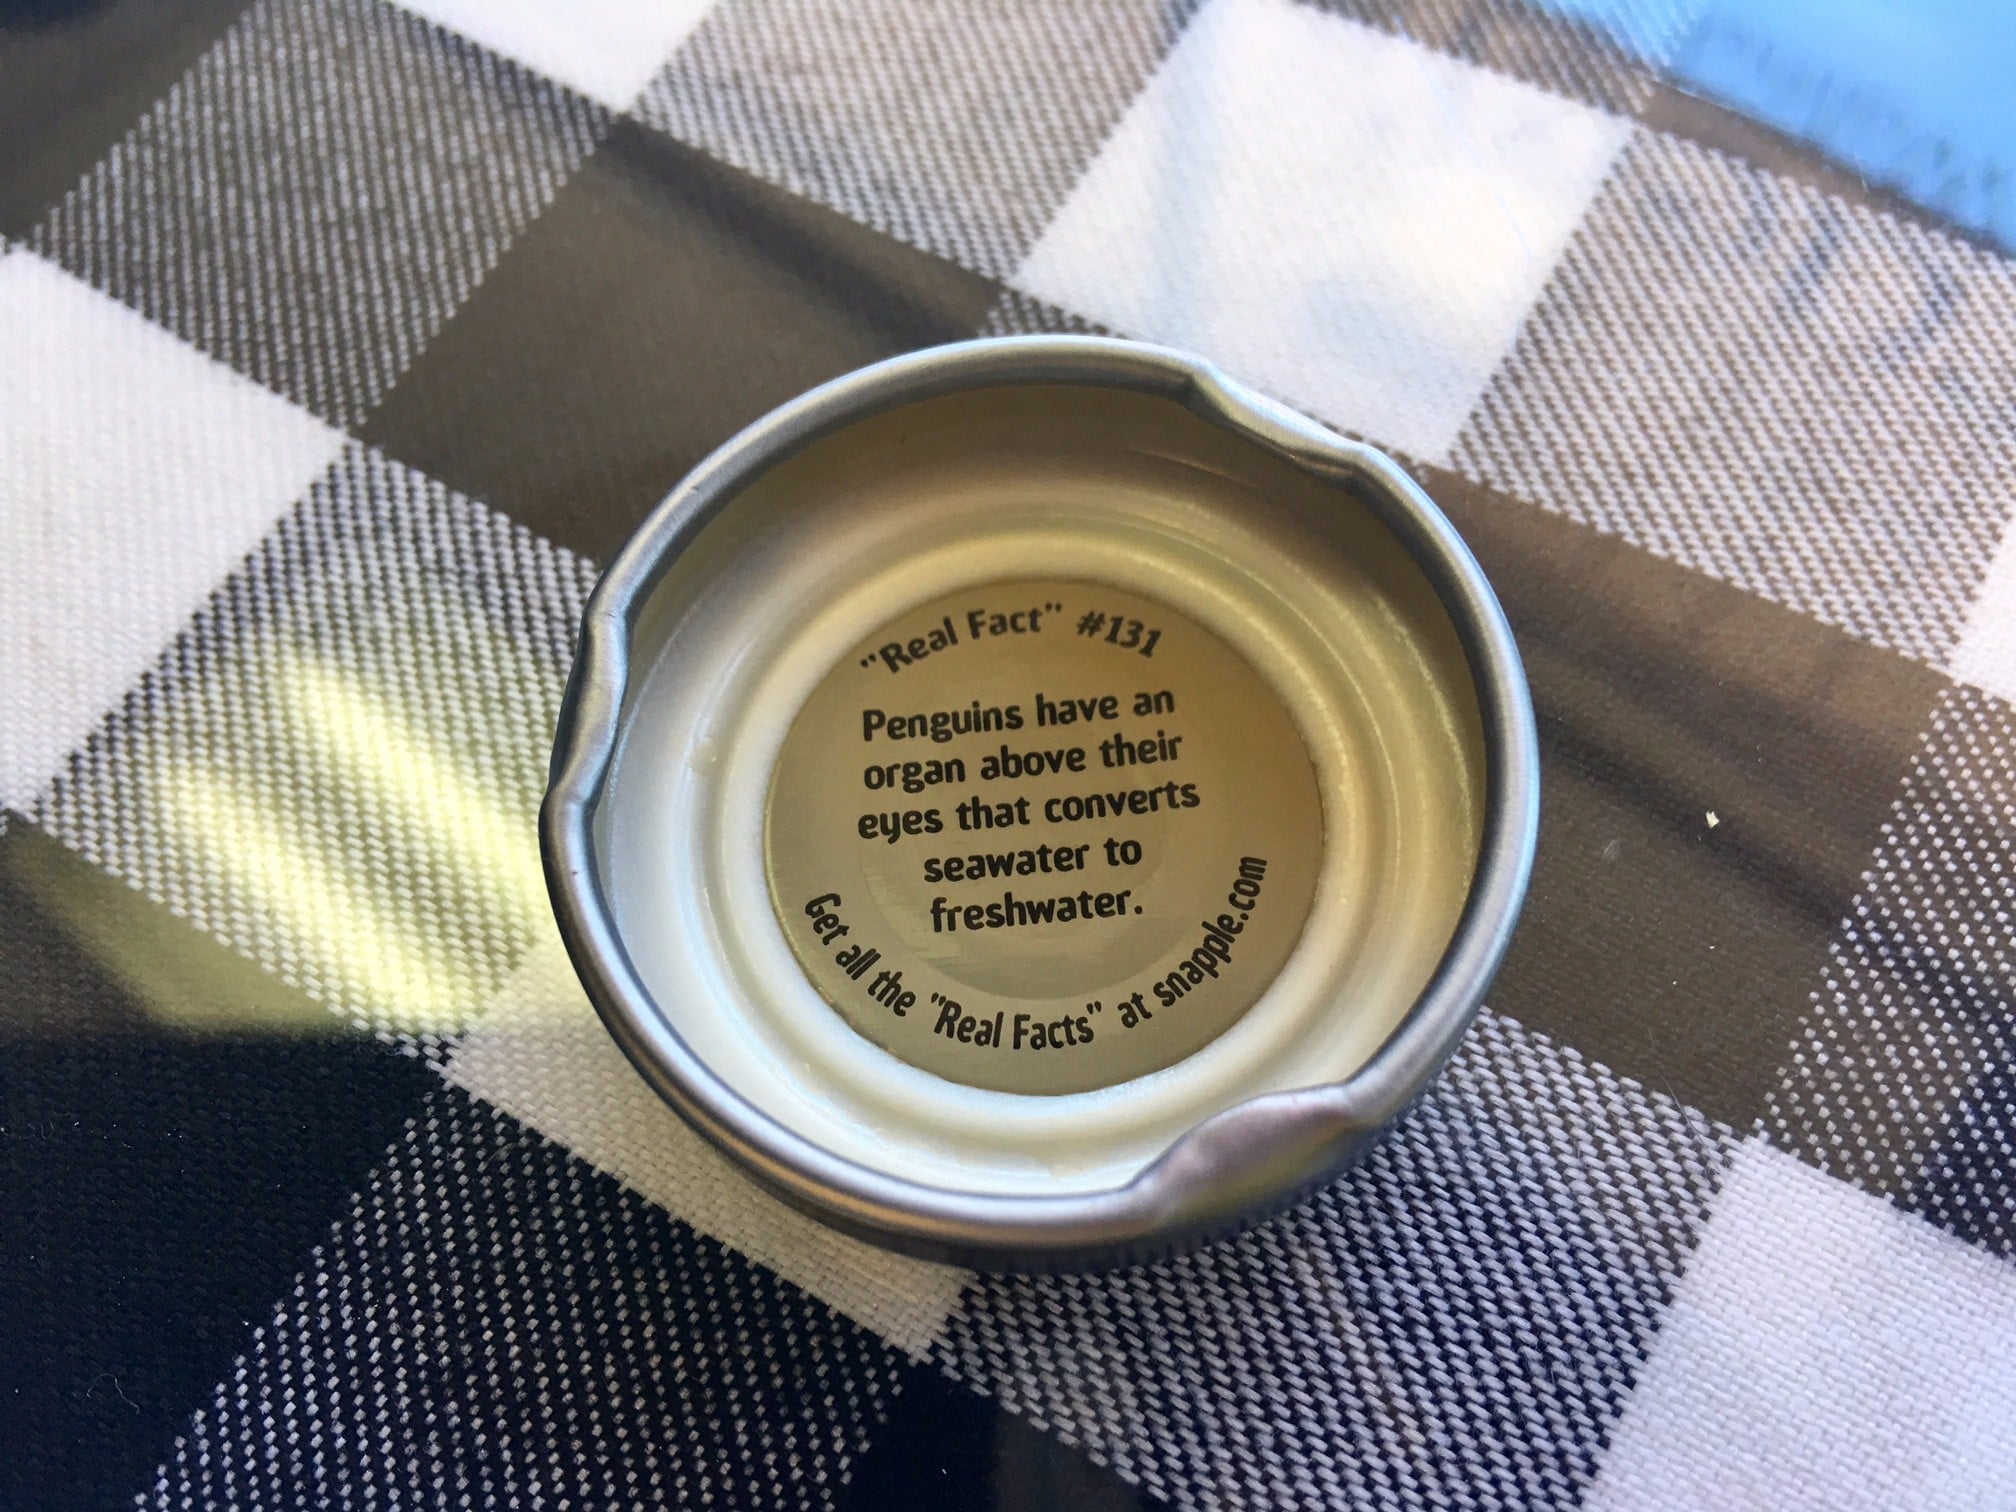 "Real Fact" #131
Penguins have an
organ above their
eyes that converts
seawater to
freshwater.
Get all the "Real Facts" at snapple.com